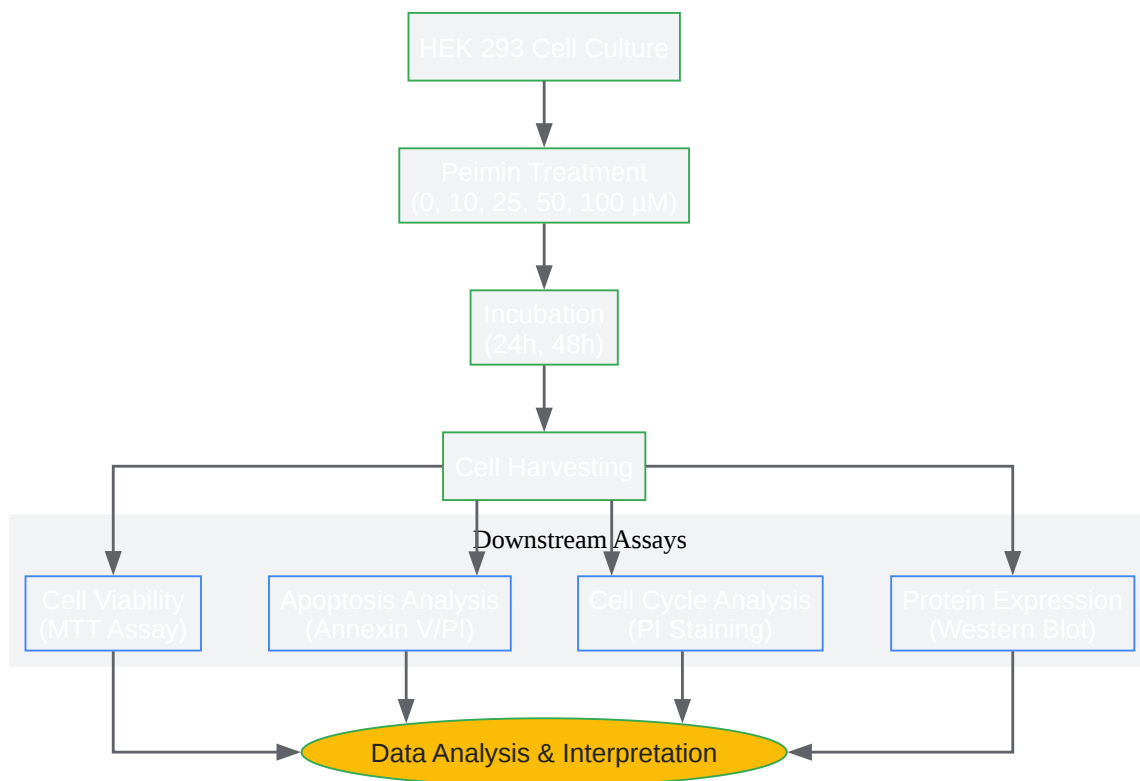 HEK 293 Cell Culture
Peimin Treatment
(0, 10, 25, 50, 100 µM)
Incubation
(24h, 48h)
Cell Harvesting
Downstream Assays
Cell Viability
(MTT Assay)
Apoptosis Analysis
(Annexin V/PI)
Cell Cycle Analysis
(PI Staining)
Protein Expression
(Western Blot)
Data Analysis & Interpretation